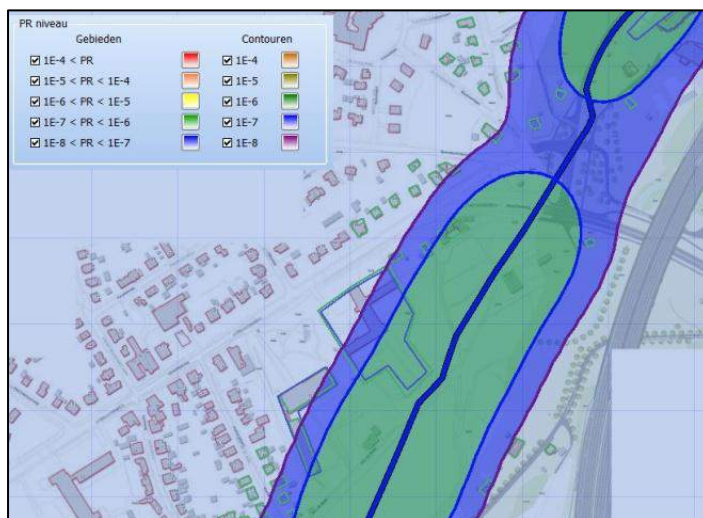 PR niveau
Gebieden Contouren
1E-4 < PR 1E-4
1E-5 < PR < 1E-4 1E-5
1E-6 < PR < 1E-5 1E-6
1E-7 < PR < 1E-6 1E-7
1E-8 < PR < 1E-7 1E-8